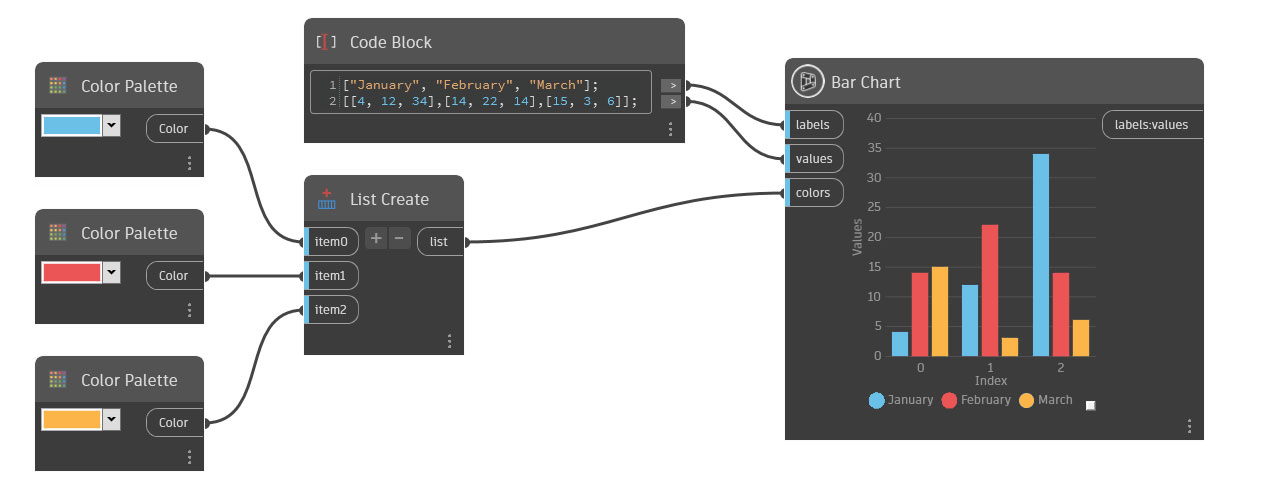 Color Palette
Color
Color Palette
Color
Color Palette
Color
Code Block
1 ["January", "February", "March"];
2 [[4, 12, 34],[14, 22, 14],[15, 3, 6]];
>
>
List Create
item0 + − list
item1
item2
Bar Chart
labels
values
colors
labels:values
40
35
30
25
20
15
10
5
0
Values
0 1 2
Index
January February March